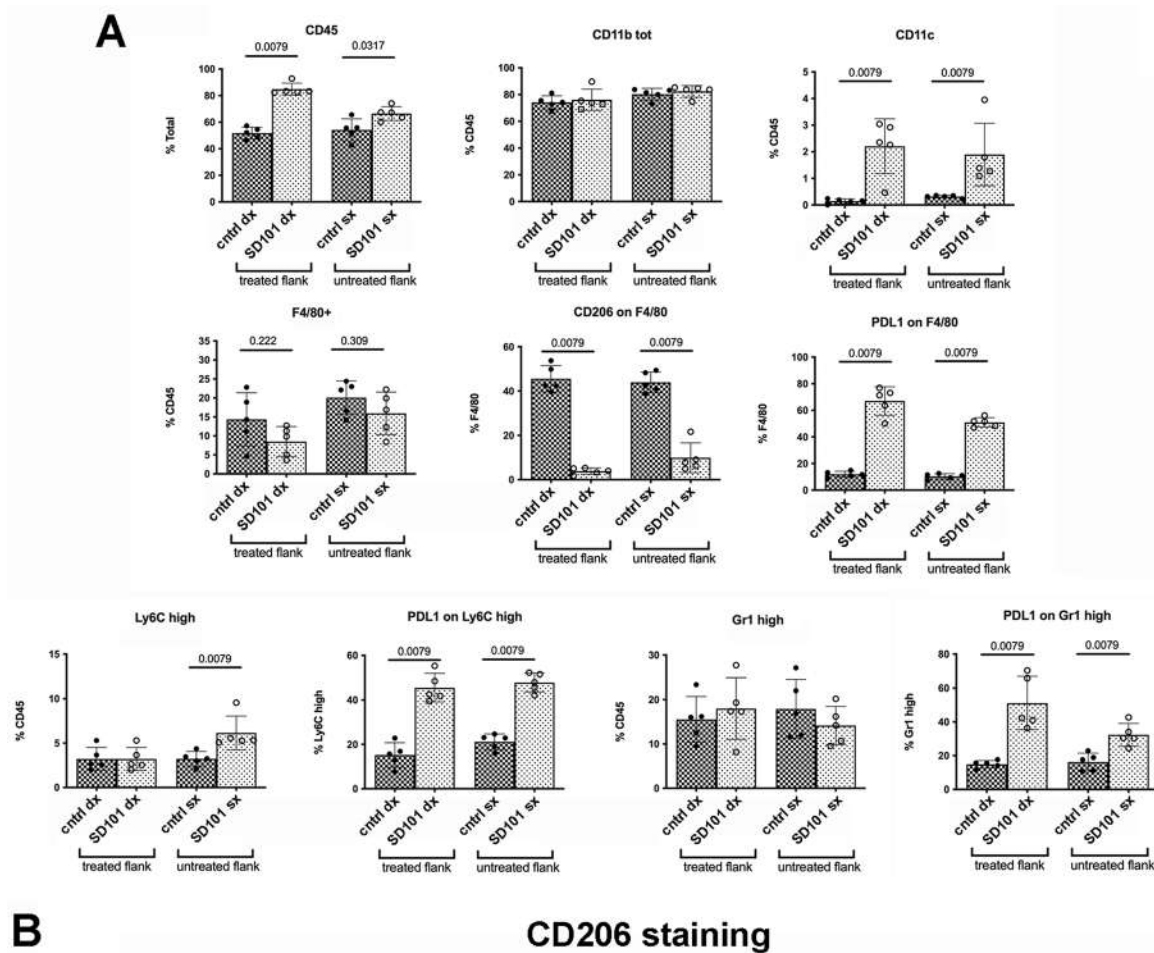 A
CD45
0.0079 0.0317
100
80
60
40
20
0
% Total
cntrl dx SD101 dx cntrl sx SD101 sx
treated flank untreated flank
CD11b tot
100
80
60
40
20
0
% CD45
cntrl dx SD101 dx cntrl sx SD101 sx
treated flank untreated flank
CD11c
0.0079 0.0079
5
4
3
2
1
0
% CD45
cntrl dx SD101 dx cntrl sx SD101 sx
treated flank untreated flank
F4/80+
0.222 0.309
35
30
25
20
15
10
5
0
% CD45
cntrl dx SD101 dx cntrl sx SD101 sx
treated flank untreated flank
CD206 on F4/80
0.0079 0.0079
60
40
20
0
% F4/80
cntrl dx SD101 dx cntrl sx SD101 sx
treated flank untreated flank
PDL1 on F4/80
0.0079 0.0079
100
80
60
40
20
0
% F4/80
cntrl dx SD101 dx cntrl sx SD101 sx
treated flank untreated flank
Ly6C high
0.0079
15
10
5
0
% CD45
cntrl dx SD101 dx cntrl sx SD101 sx
treated flank untreated flank
PDL1 on Ly6C high
0.0079 0.0079
60
40
20
0
% Ly6C high
cntrl dx SD101 dx cntrl sx SD101 sx
treated flank untreated flank
Gr1 high
30
20
10
0
% CD45
cntrl dx SD101 dx cntrl sx SD101 sx
treated flank untreated flank
PDL1 on Gr1 high
0.0079 0.0079
80
60
40
20
0
% Gr1 high
cntrl dx SD101 dx cntrl sx SD101 sx
treated flank untreated flank
B CD206 staining